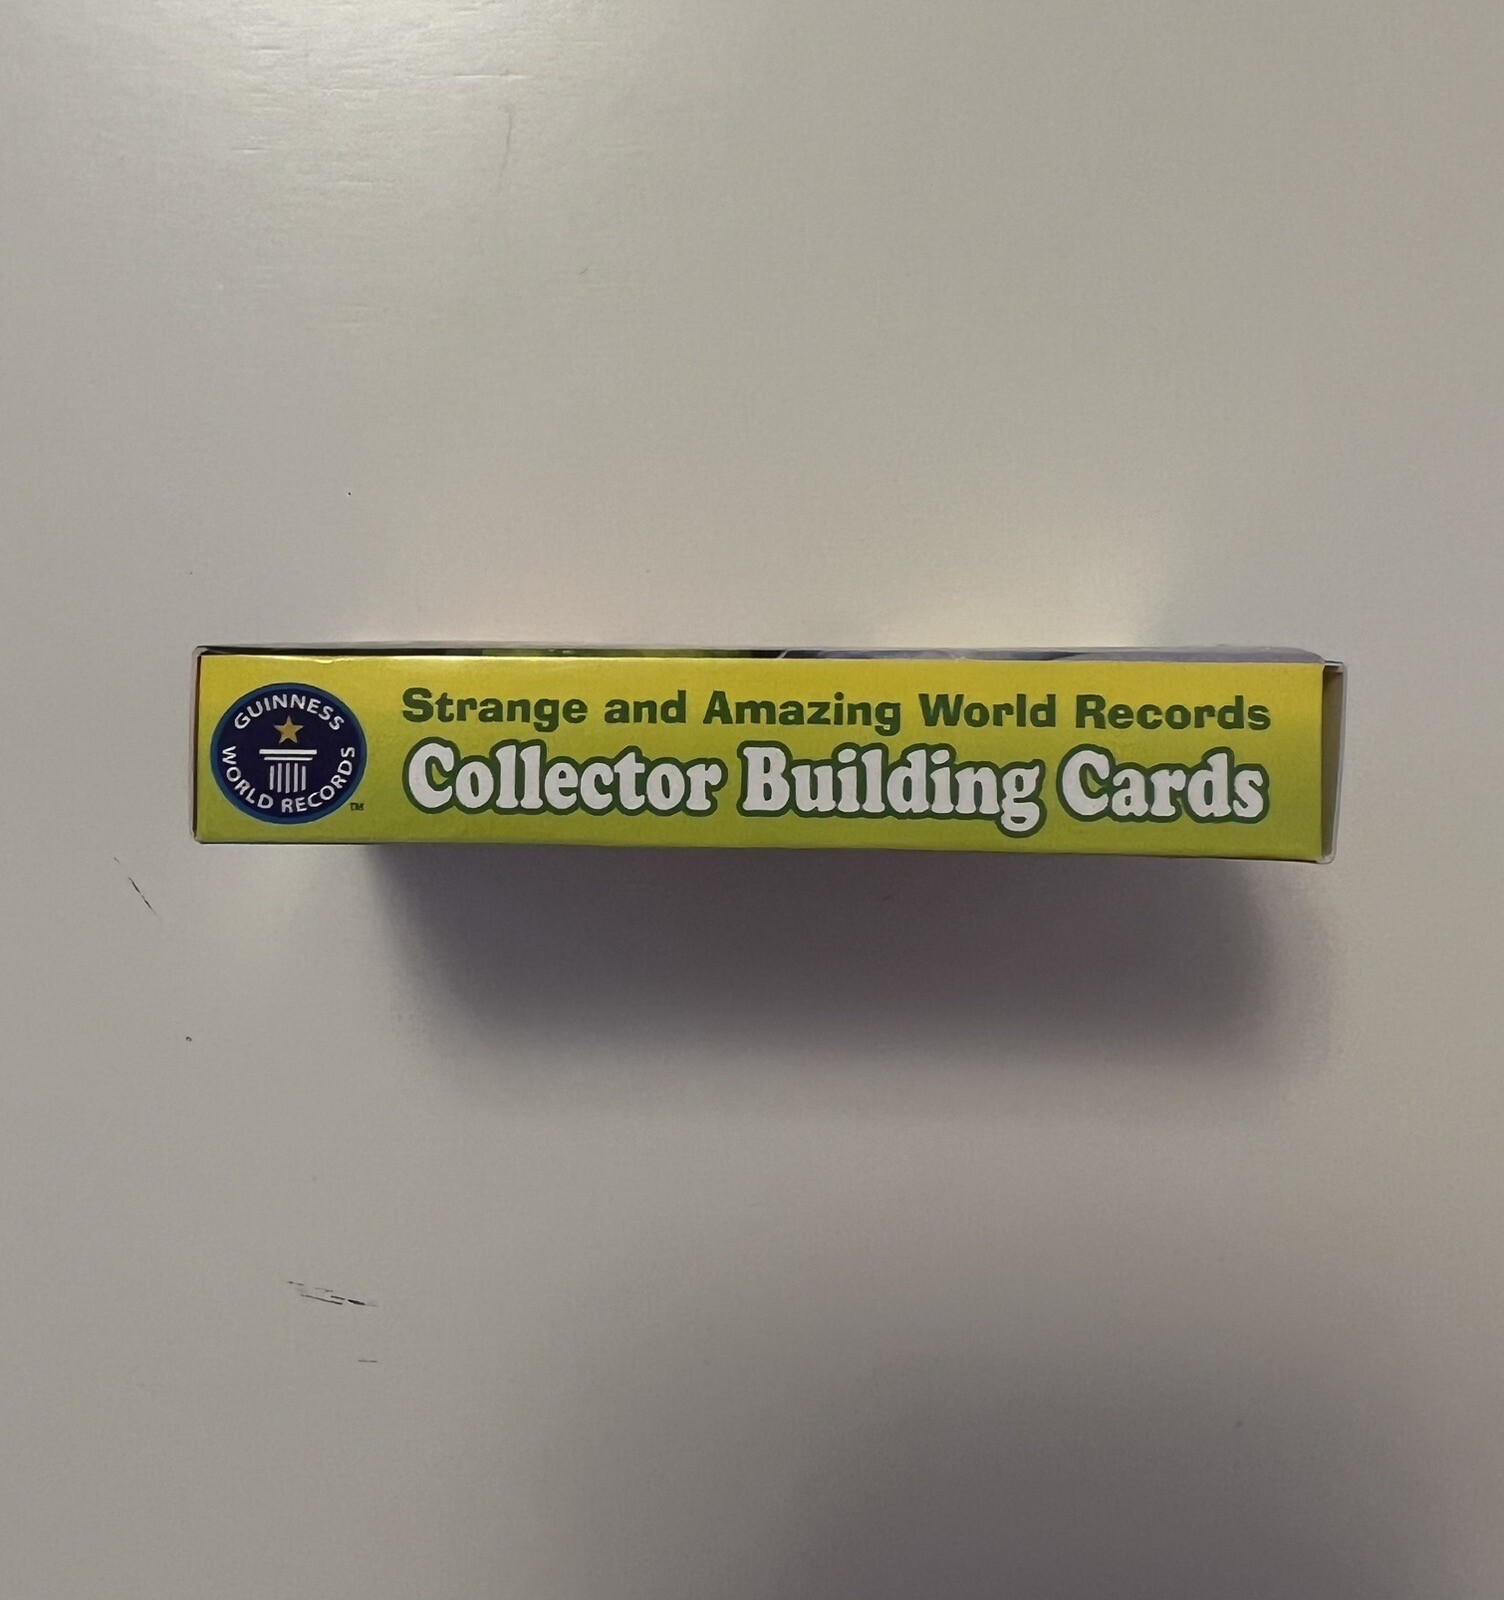 GUINNESS
WORLD RECORDS
TM
Strange and Amazing World Records
Collector Building Cards